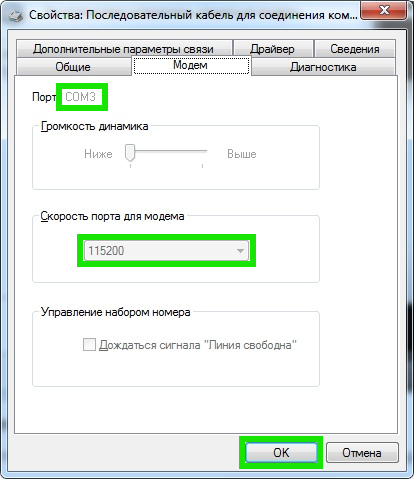 Свойства: Последовательный кабель для соединения ком...
Дополнительные параметры связи Драйвер Сведения
Общие Модем Диагностика
Порт COM3
Громкость динамика
Ниже Выше
Скорость порта для модема
115200
Управление набором номера
Дождаться сигнала "Линия свободна"
OK Отмена